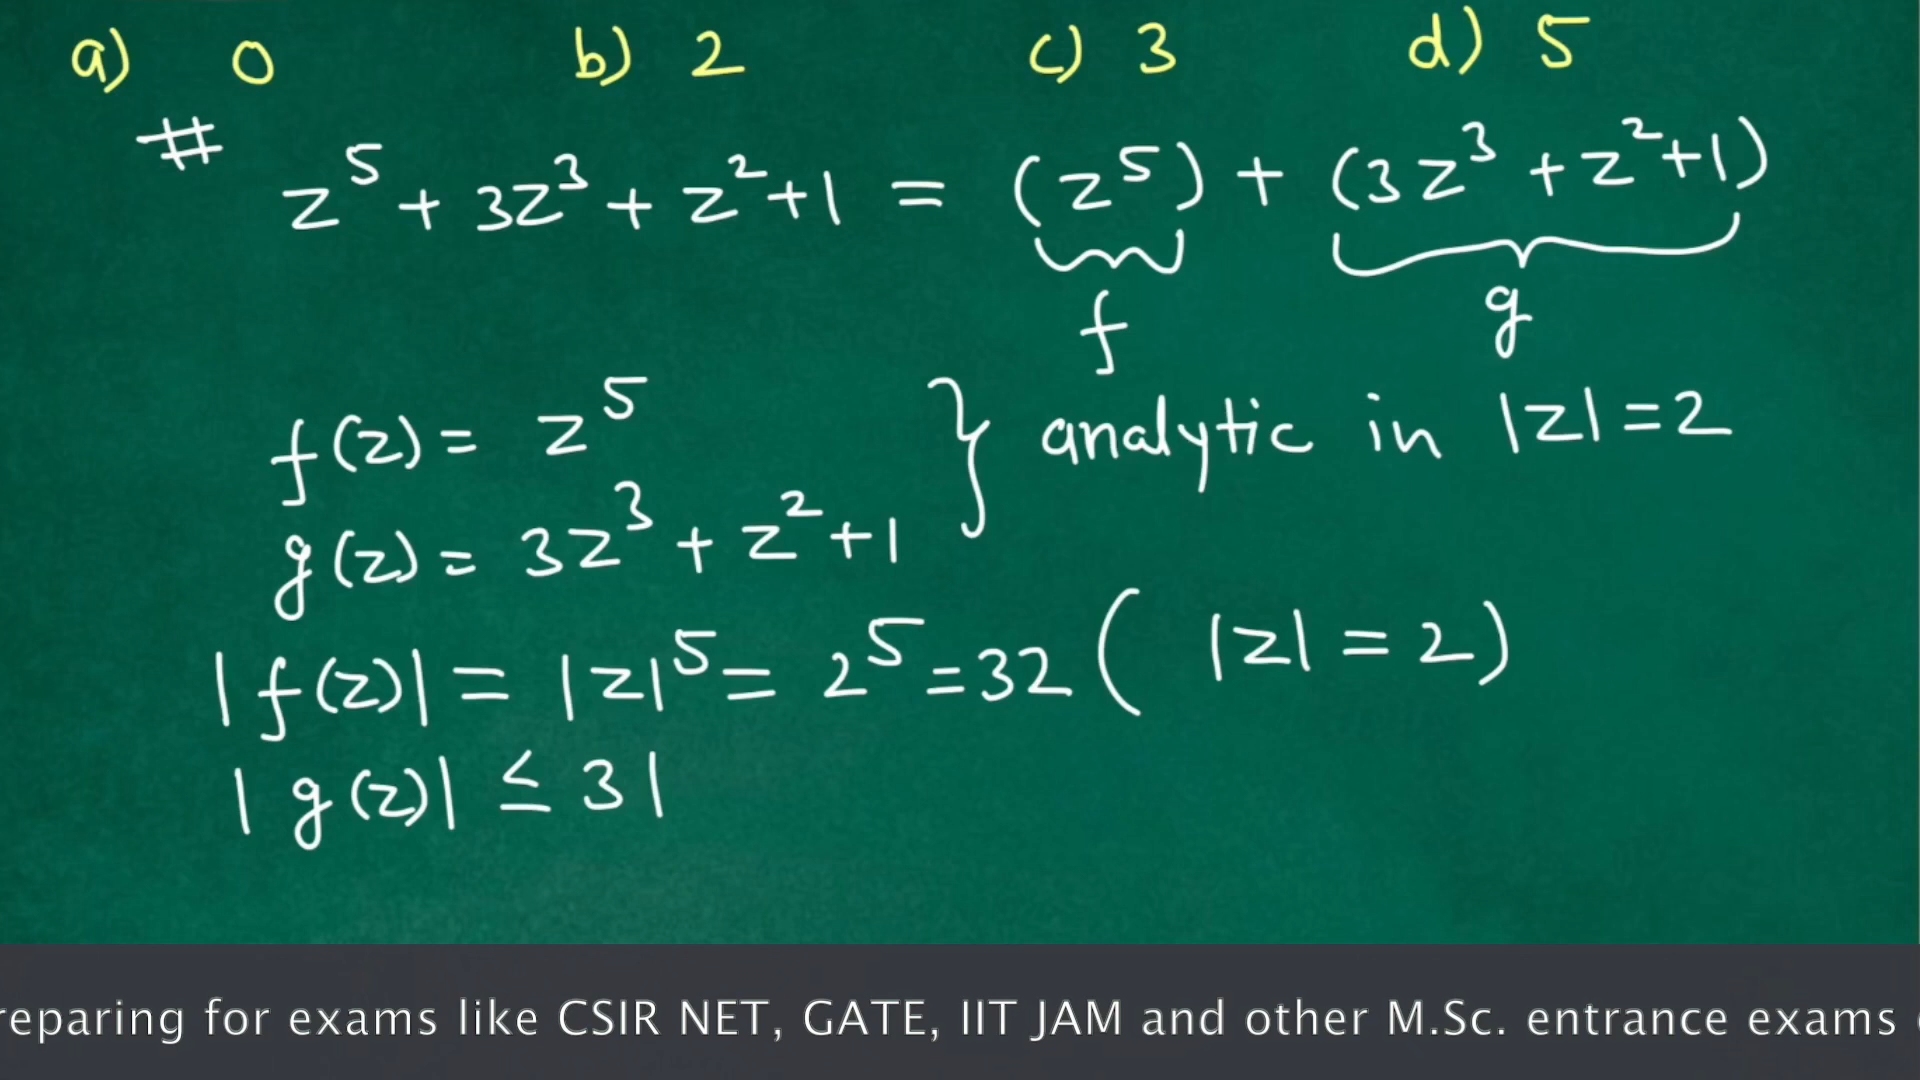 a) 0 b) 2 c) 3 d) 5
# z⁵ + 3z³ + z² + 1 = (z⁵) + (3z³ + z² + 1)
f g
f(z) = z⁵ } analytic in |z| = 2
g(z) = 3z³ + z² + 1
|f(z)| = |z|⁵ = 2⁵ = 32 ( |z| = 2)
|g(z)| ≤ 31
reparing for exams like CSIR NET, GATE, IIT JAM and other M.Sc. entrance exams